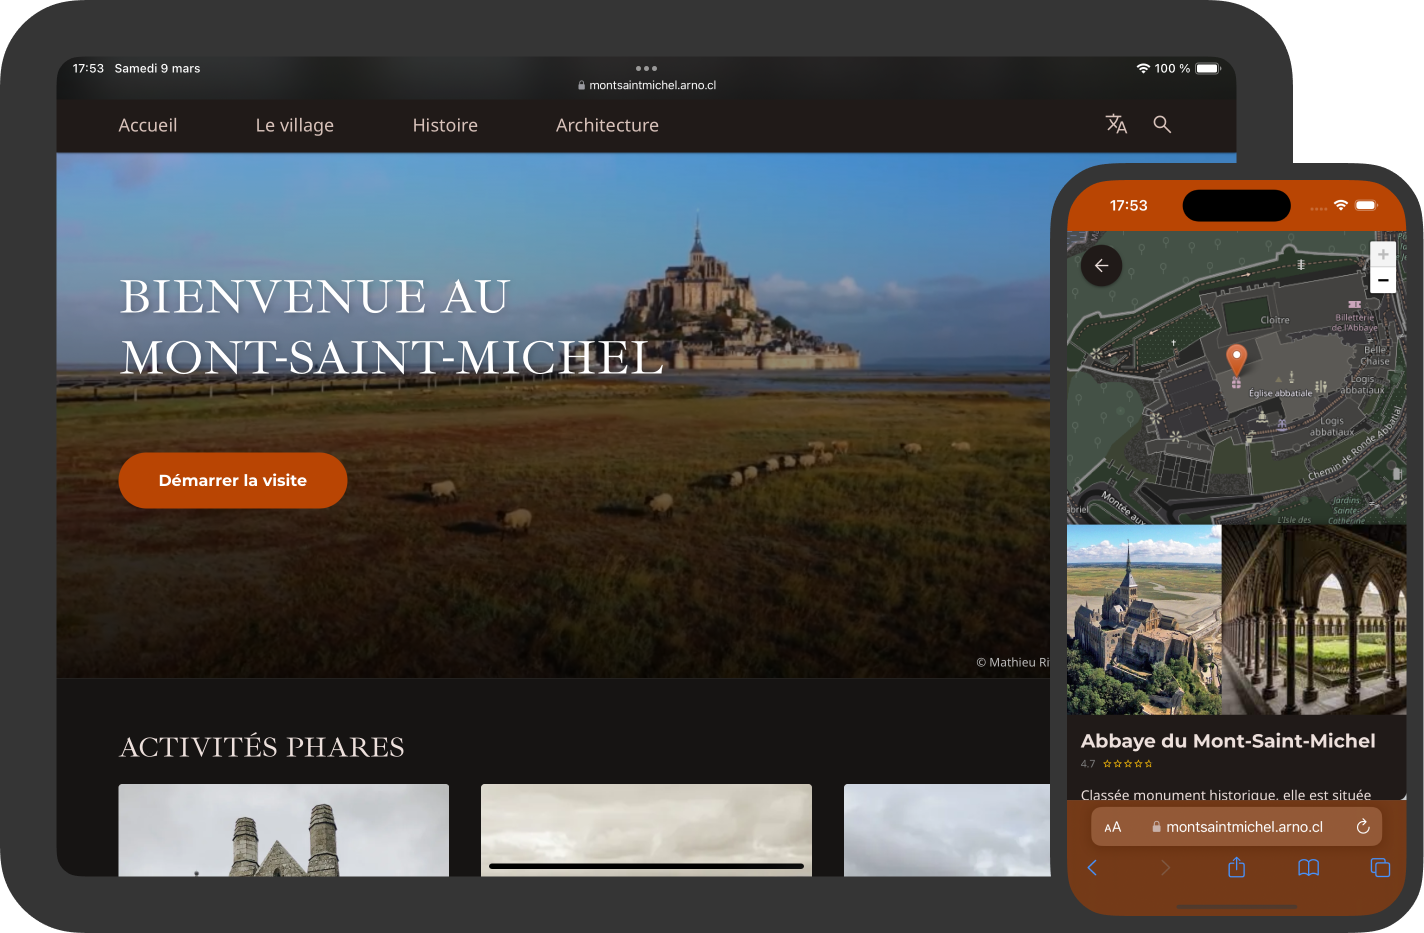 17:53 Samedi 9 mars
100 %
montsaintmichel.arno.cl
Accueil Le village Histoire Architecture
BIENVENUE AU
MONT-SAINT-MICHEL
Démarrer la visite
© Mathieu Ri
ACTIVITÉS PHARES
17:53
Cloître
Billetterie
de l'Abbaye
Belle
Chaise
Logis
abbatiaux
Église abbatiale
Logis
abbatiaux
Chemin de Ronde Abbatial
Montée aux
abriel
Jardins
Sainte-
Catherine
L'Isle des
Abbaye du Mont-Saint-Michel
4.7
Classée monument historique, elle est située
AA montsaintmichel.arno.cl